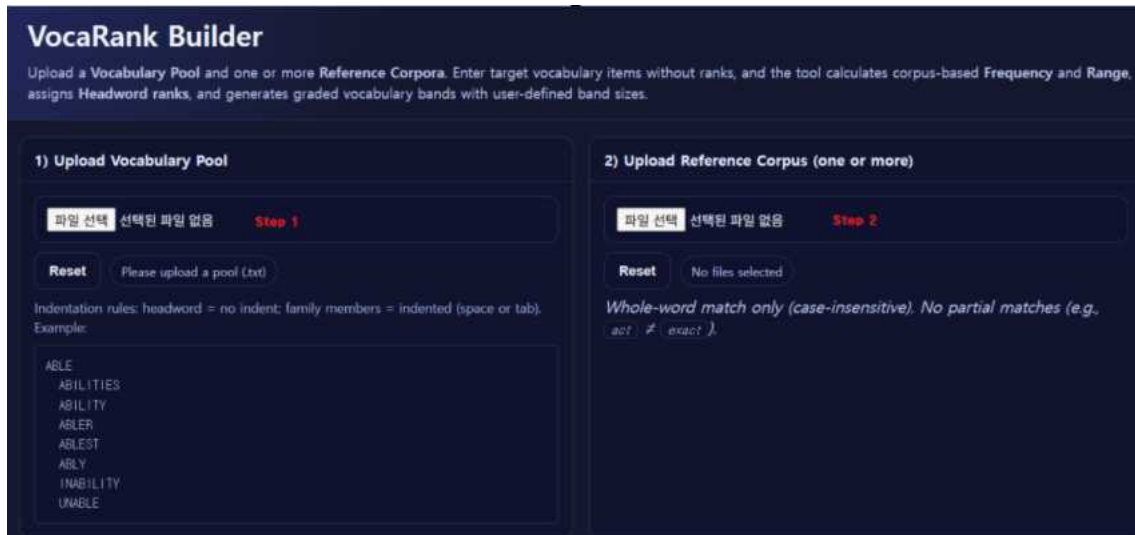 VocaRank Builder
Upload a Vocabulary Pool and one or more Reference Corpora. Enter target vocabulary items without ranks, and the tool calculates corpus-based Frequency and Range,
assigns Headword ranks, and generates graded vocabulary bands with user-defined band sizes.
1) Upload Vocabulary Pool
파일 선택 선택된 파일 없음 Step 1
Reset Please upload a pool (.txt)
Indentation rules: headword = no indent; family members = indented (space or tab).
Example:
ABLE
ABILITIES
ABILITY
ABLER
ABLEST
ABLY
INABILITY
UNABLE
2) Upload Reference Corpus (one or more)
파일 선택 선택된 파일 없음 Step 2
Reset No files selected
Whole-word match only (case-insensitive). No partial matches (e.g.,
act ≠ exact ).